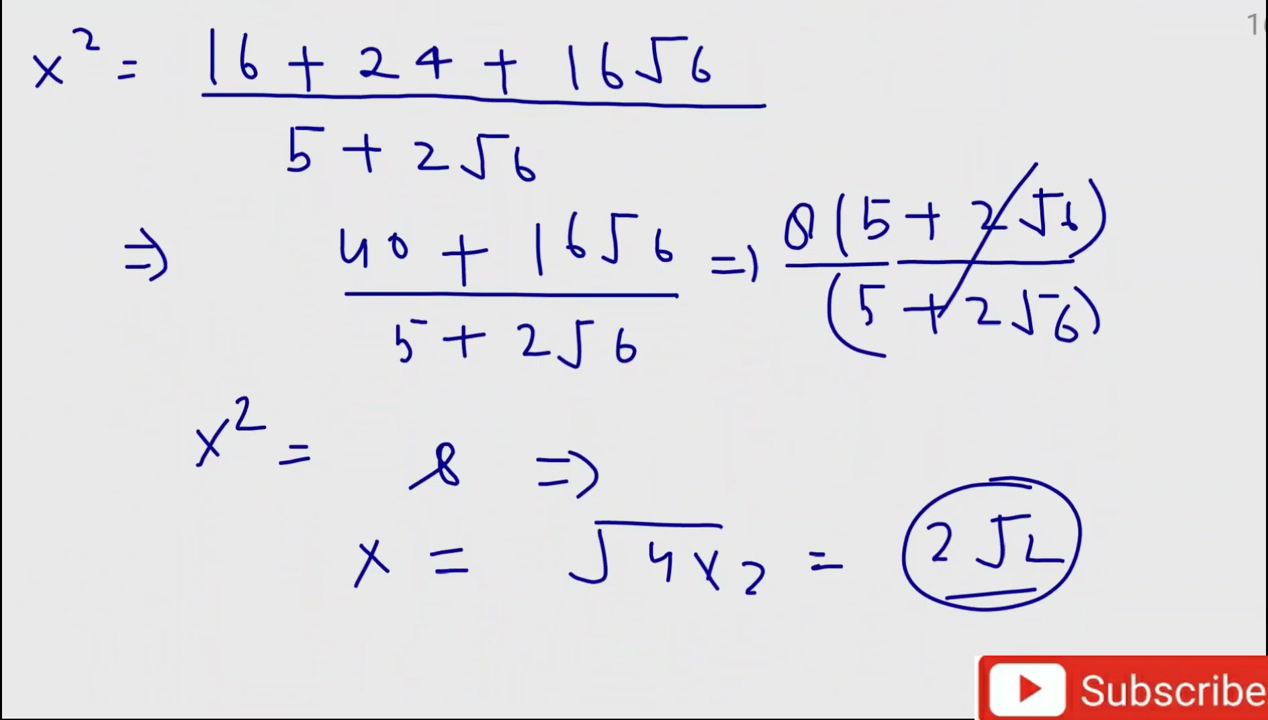 x² = (16 + 24 + 16√6) / (5 + 2√6)
⇒ (40 + 16√6) / (5 + 2√6) ⇒ 8(5 + 2√6) / (5 + 2√6)
x² = 8 ⇒
x = √4×2 = 2√2
Subscribe